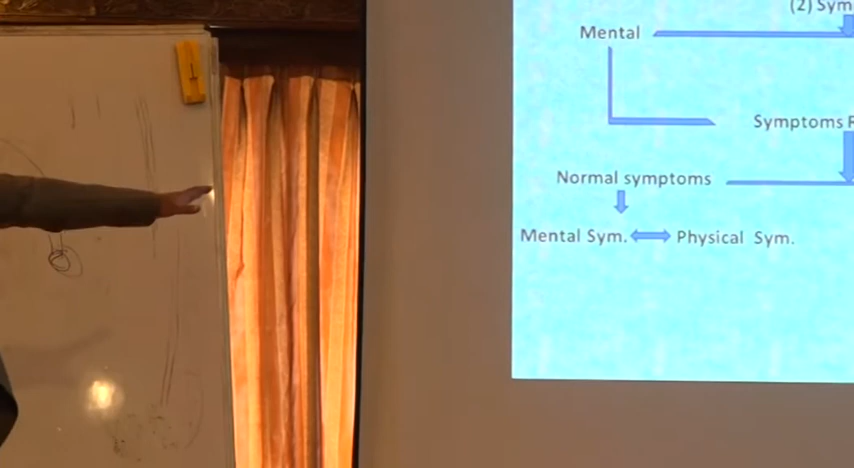 (2) Sym
Mental
Symptoms
Normal symptoms
Mental Sym. Physical Sym.